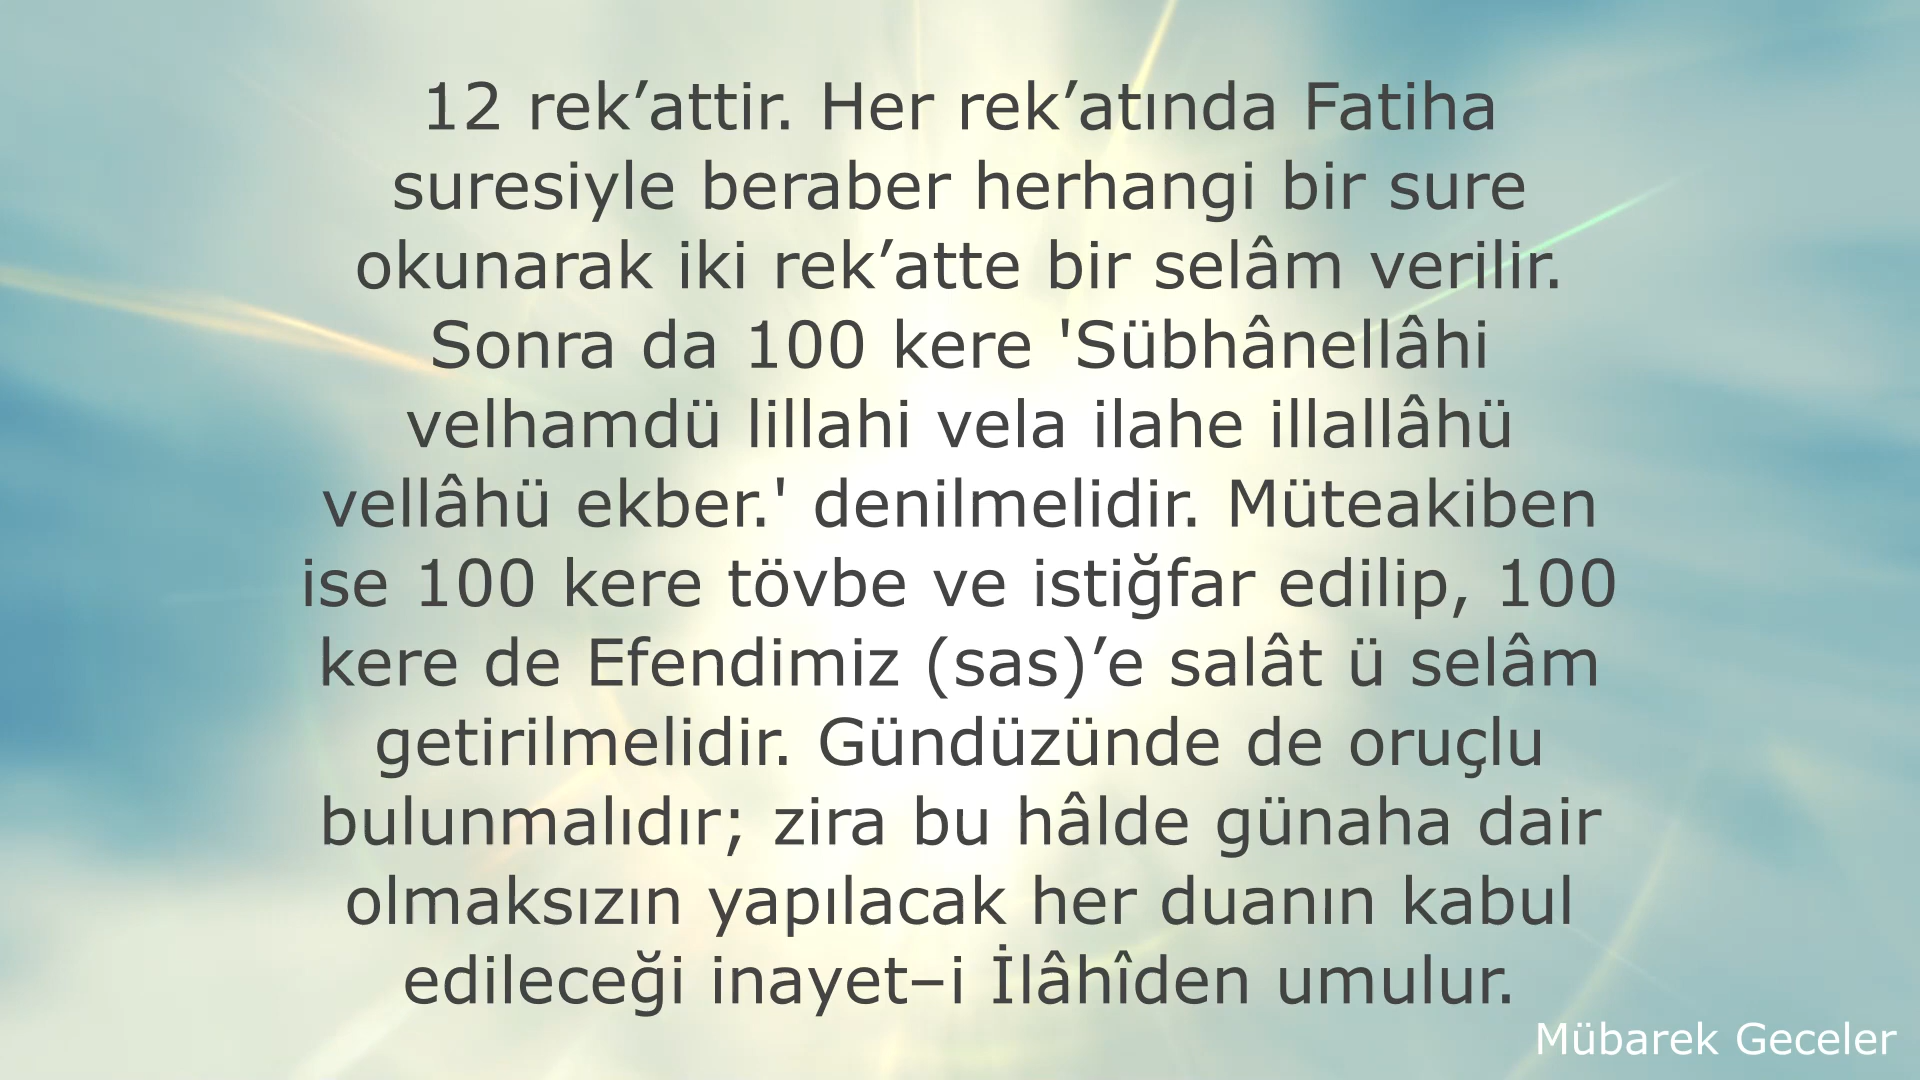 12 rek’attir. Her rek’atında Fatiha
suresiyle beraber herhangi bir sure
okunarak iki rek’atte bir selâm verilir.
Sonra da 100 kere 'Sübhânellâhi
velhamdü lillahi vela ilahe illallâhü
vellâhü ekber.' denilmelidir. Müteakiben
ise 100 kere tövbe ve istiğfar edilip, 100
kere de Efendimiz (sas)’e salât ü selâm
getirilmelidir. Gündüzünde de oruçlu
bulunmalıdır; zira bu hâlde günaha dair
olmaksızın yapılacak her duanın kabul
edileceği inayet–i İlâhîden umulur.
Mübarek Geceler